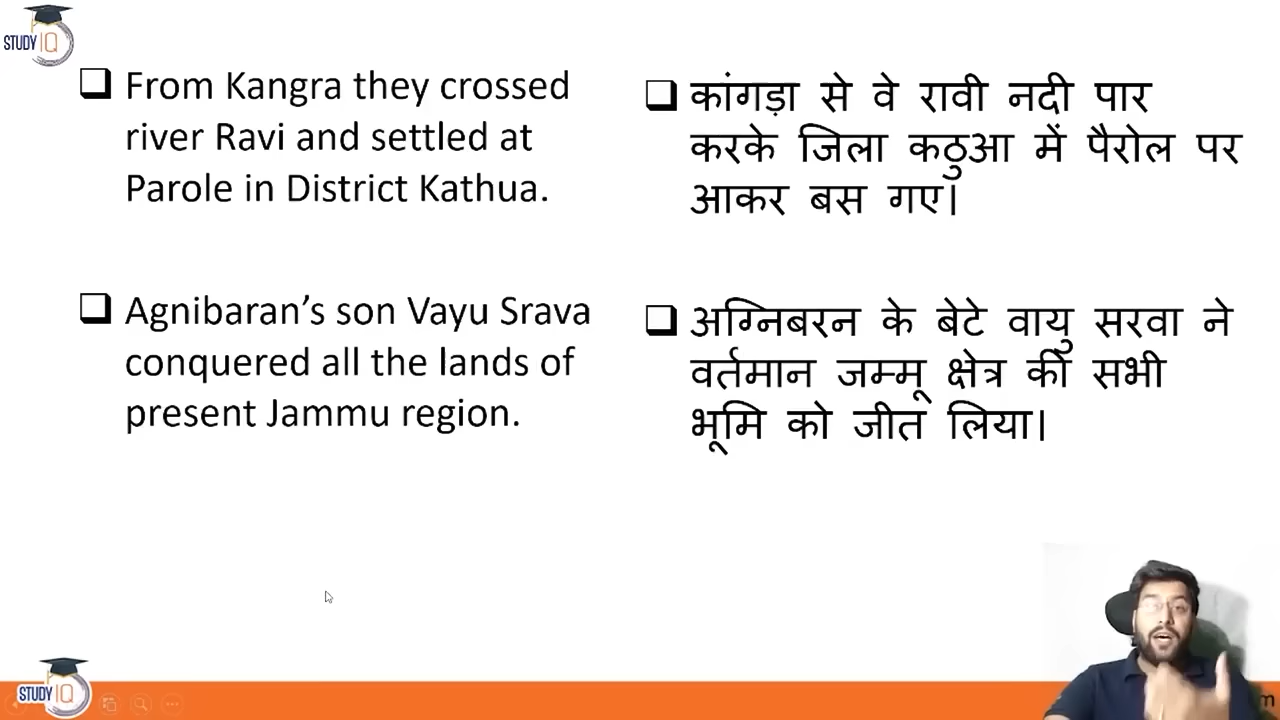 STUDY IQ
From Kangra they crossed
river Ravi and settled at
Parole in District Kathua.
कांगड़ा से वे रावी नदी पार
करके जिला कठुआ में पैरोल पर
आकर बस गए।
Agnibaran’s son Vayu Srava
conquered all the lands of
present Jammu region.
अग्निबरन के बेटे वायु सरवा ने
वर्तमान जम्मू क्षेत्र की सभी
भूमि को जीत लिया।
STUDY IQ